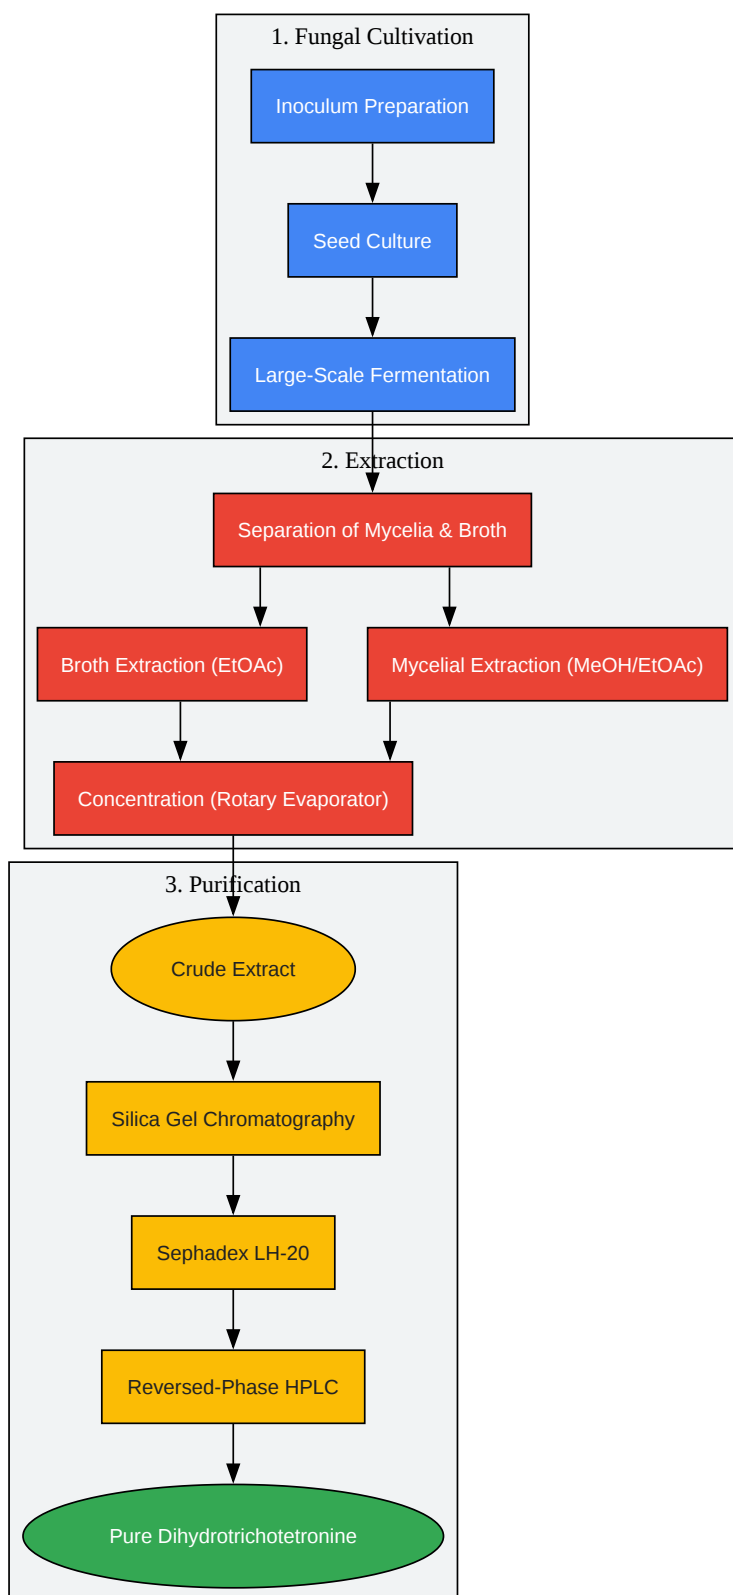 1. Fungal Cultivation
Inoculum Preparation
Seed Culture
Large-Scale Fermentation
2. Extraction
Separation of Mycelia & Broth
Broth Extraction (EtOAc)
Mycelial Extraction (MeOH/EtOAc)
Concentration (Rotary Evaporator)
3. Purification
Crude Extract
Silica Gel Chromatography
Sephadex LH-20
Reversed-Phase HPLC
Pure Dihydrotrichotetronine